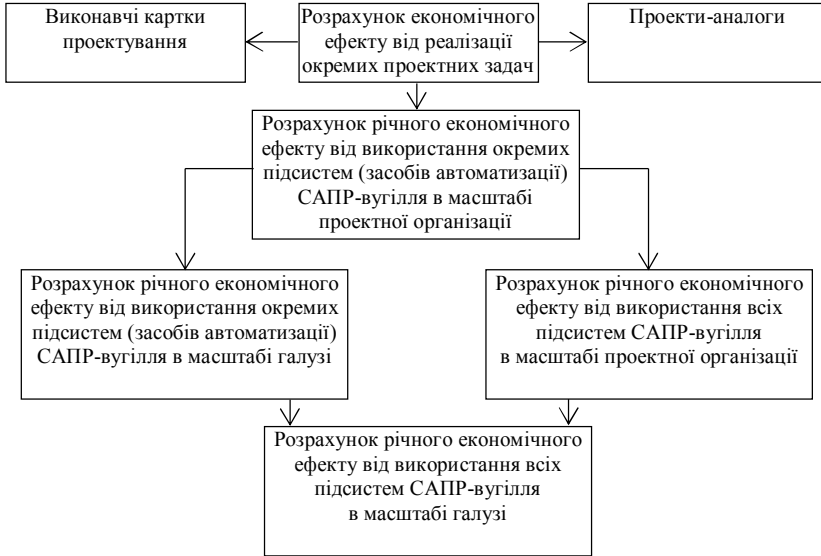 Виконавчі картки
проектування
Розрахунок економічного
ефекту від реалізації
окремих проектних задач
Проекти-аналоги
Розрахунок річного економічного
ефекту від використання окремих
підсистем (засобів автоматизації)
САПР-вугілля в масштабі
проектної організації
Розрахунок річного економічного
ефекту від використання окремих
підсистем (засобів автоматизації)
САПР-вугілля в масштабі галузі
Розрахунок річного економічного
ефекту від використання всіх
підсистем САПР-вугілля
в масштабі проектної організації
Розрахунок річного економічного
ефекту від використання всіх
підсистем САПР-вугілля
в масштабі галузі